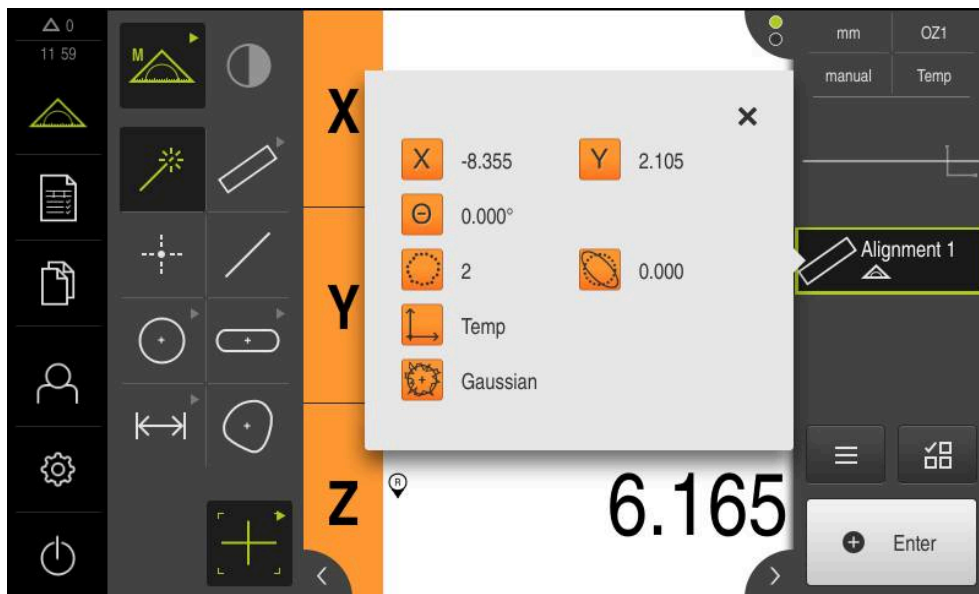 0
11 59
M
X
Y
Z
R
6.165
X -8.355 Y 2.105
Θ 0.000°
2 0.000
Temp
Gaussian
mm OZ1
manual Temp
Alignment 1
Enter